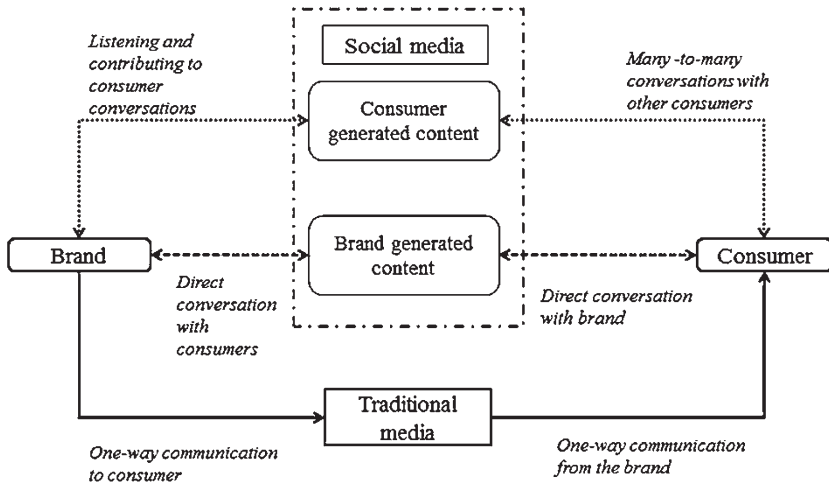 Listening and
contributing to
consumer
conversations
Social media
Many -to-many
conversations with
other consumers
Consumer
generated content
Brand
Brand generated
content
Consumer
Direct
conversation
with
consumers
Direct conversation
with brand
Traditional
media
One-way communication
to consumer
One-way communication
from the brand